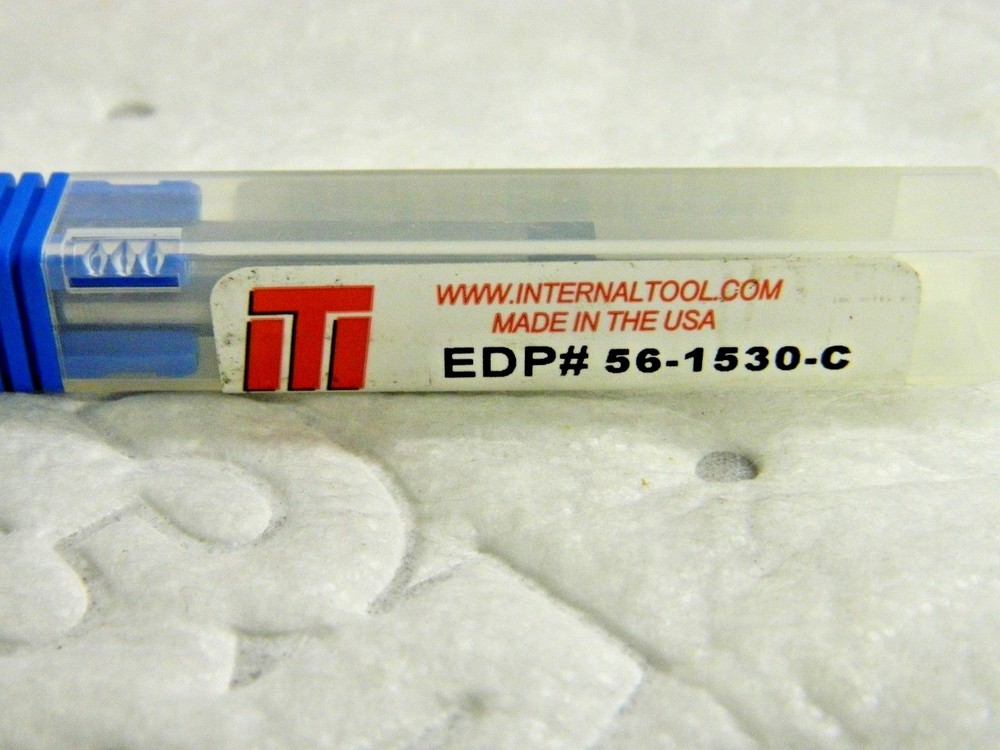 WWW.INTERNALTOOL.COM
MADE IN THE USA
ITI EDP# 56-1530-C